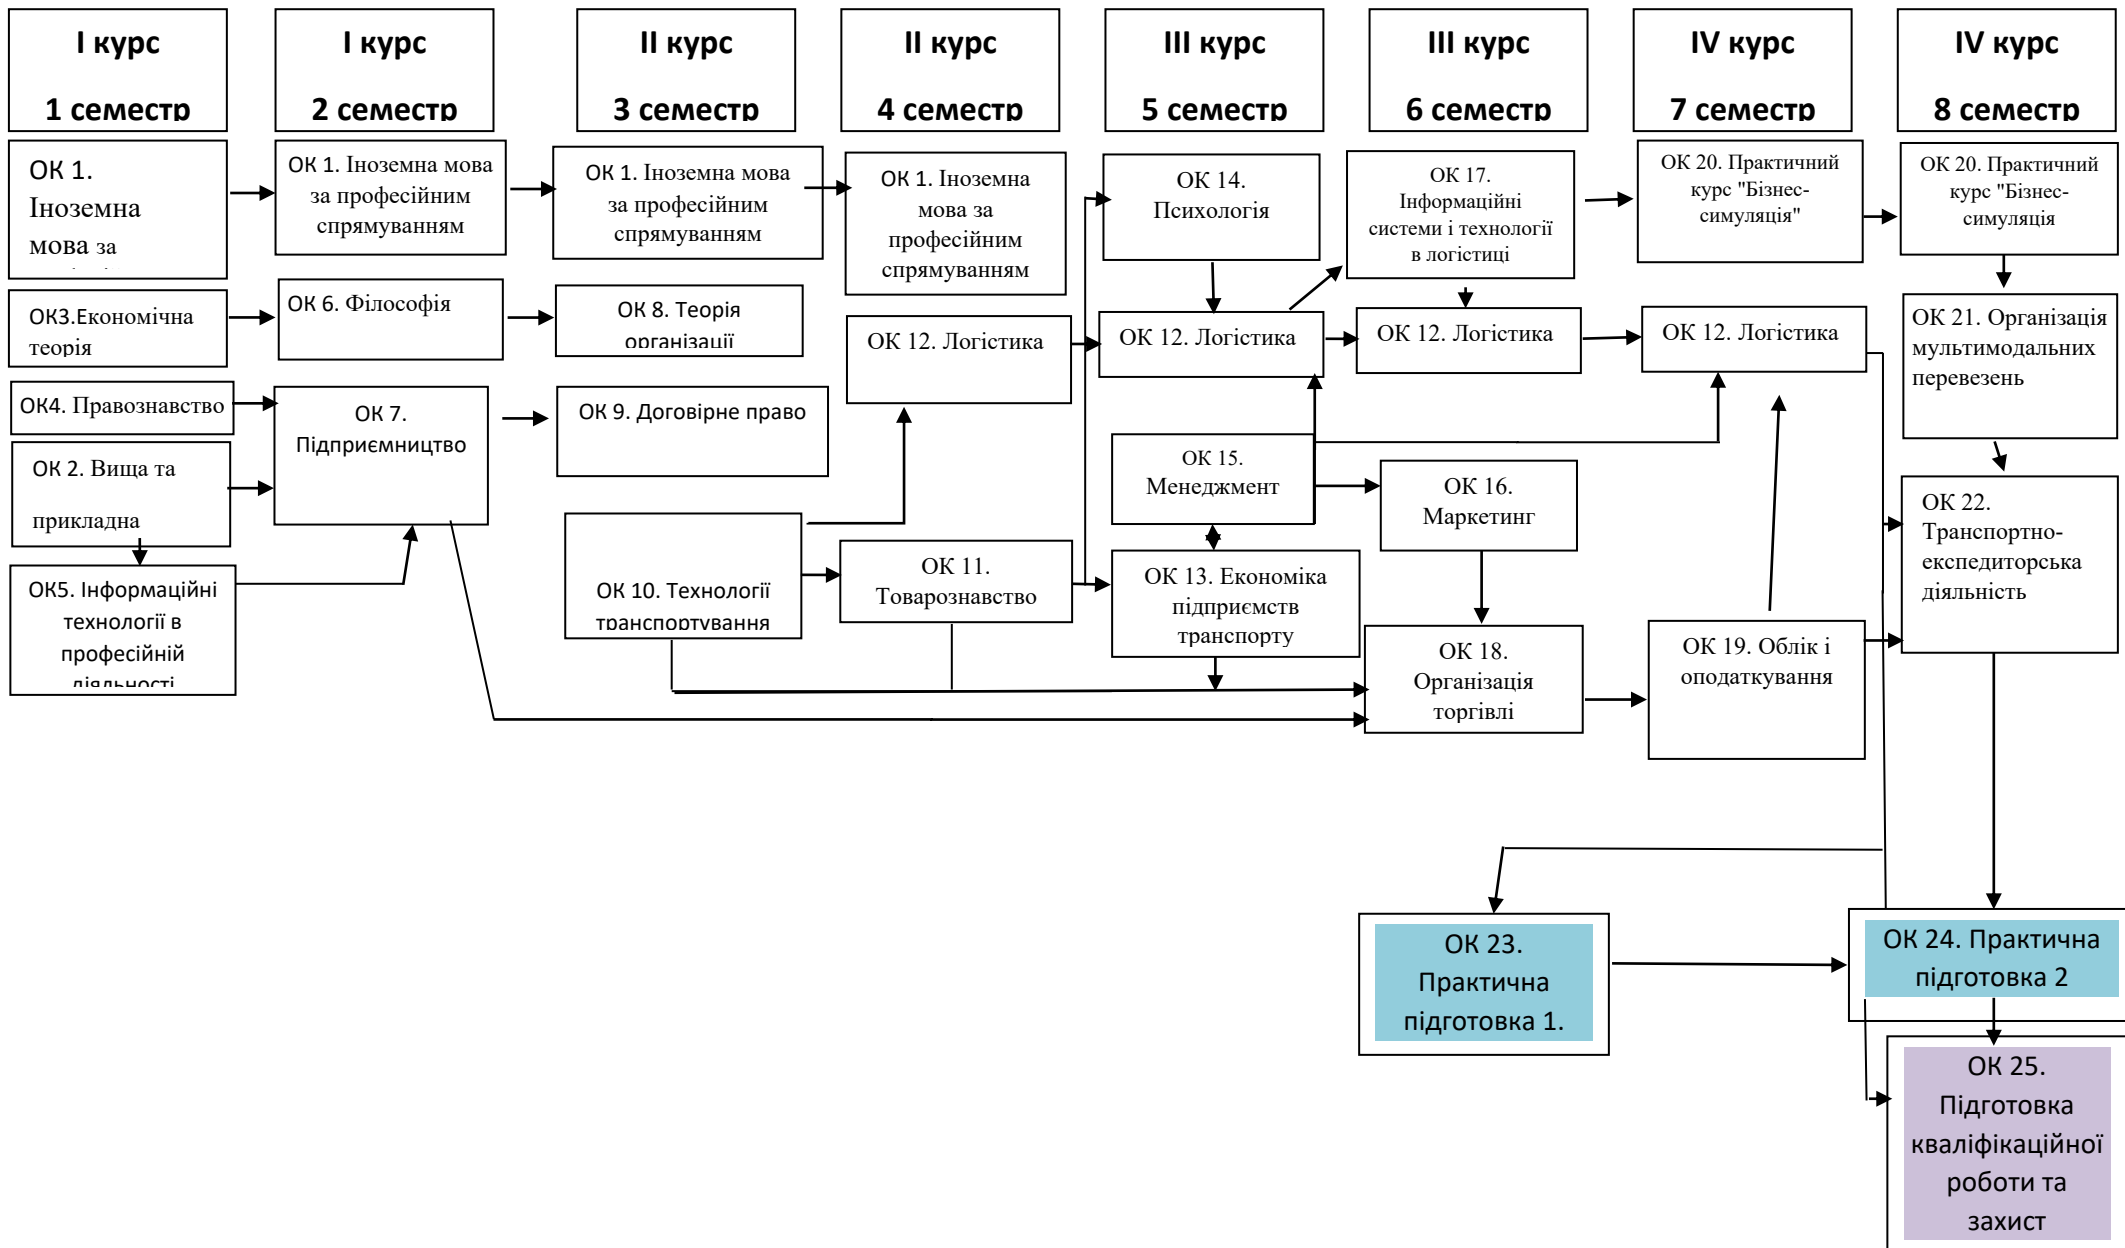 І курс
1 семестр
І курс
2 семестр
ІІ курс
3 семестр
ІІ курс
4 семестр
ІІІ курс
5 семестр
ІІІ курс
6 семестр
IV курс
7 семестр
IV курс
8 семестр
ОК 1.
Іноземна
мова за
ОК 1. Іноземна мова
за професійним
спрямуванням
ОК 1. Іноземна мова
за професійним
спрямуванням
ОК 1. Іноземна
мова за
професійним
спрямуванням
ОК 14.
Психологія
ОК 17.
Інформаційні
системи і технології
в логістиці
ОК 20. Практичний
курс "Бізнес-
симуляція"
ОК 20. Практичний
курс "Бізнес-
симуляція
ОК3.Економічна
теорія
ОК 6. Філософія
ОК 8. Теорія
організації
ОК 12. Логістика
ОК 12. Логістика
ОК 12. Логістика
ОК 12. Логістика
ОК 21. Організація
мультимодальних
перевезень
ОК4. Правознавство
ОК 7.
Підприємництво
ОК 9. Договірне право
ОК 2. Вища та
прикладна
ОК 15.
Менеджмент
ОК 16.
Маркетинг
ОК 22.
Транспортно-
експедиторська
діяльність
ОК5. Інформаційні
технології в
професійній
діяльності
ОК 10. Технології
транспортування
ОК 11.
Товарознавство
ОК 13. Економіка
підприємств
транспорту
ОК 18.
Організація
торгівлі
ОК 19. Облік і
оподаткування
ОК 23.
Практична
підготовка 1.
ОК 24. Практична
підготовка 2
ОК 25.
Підготовка
кваліфікаційної
роботи та
захист